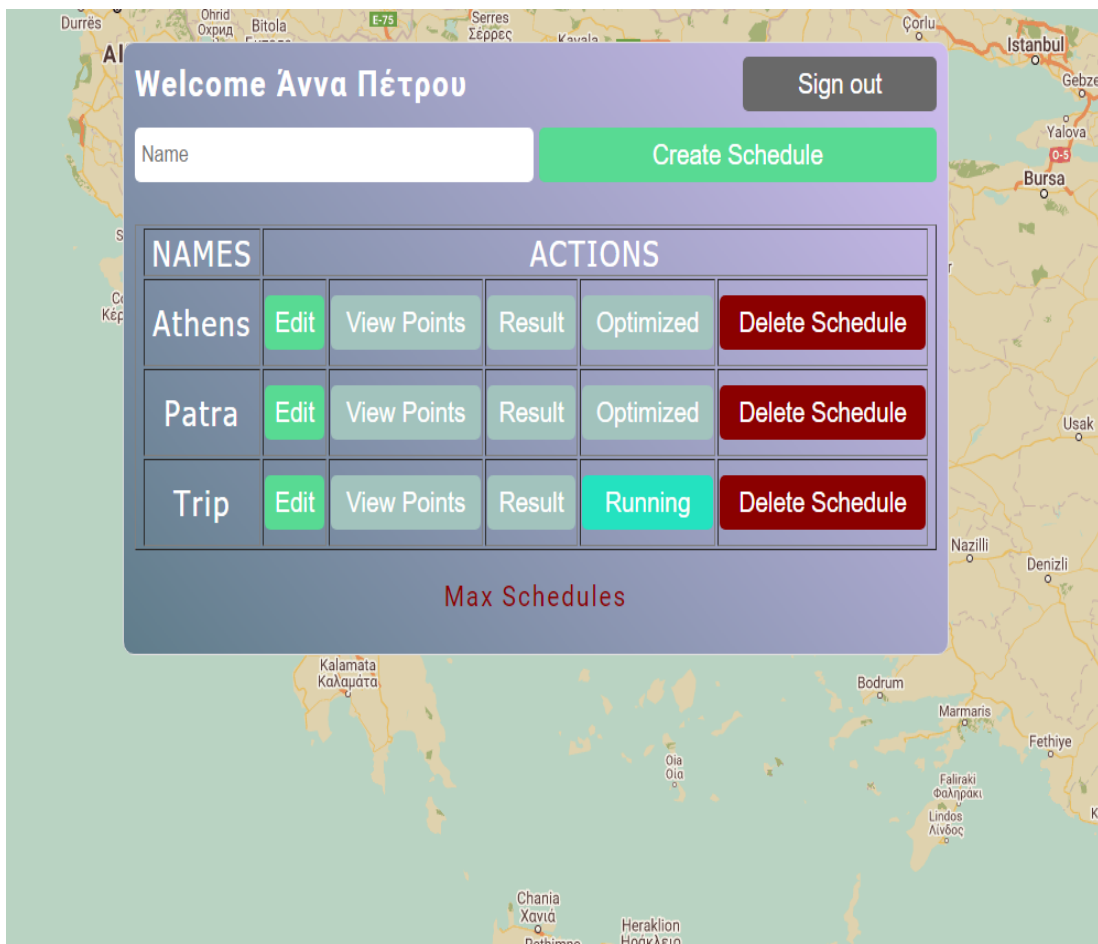 Durrës
Ohrid
Охрид
Bitola
E-75
Serres
Σέρρες
Kavala
Çorlu
Istanbul
Gebze
Yalova
O-5
Bursa
Welcome Άννα Πέτρου
Sign out
Name
Create Schedule
NAMES ACTIONS
Athens Edit View Points Result Optimized Delete Schedule
Patra Edit View Points Result Optimized Delete Schedule
Trip Edit View Points Result Running Delete Schedule
Max Schedules
Usak
Nazilli
Denizli
Kalamata
Καλαμάτα
Bodrum
Marmaris
Fethiye
Oia
Οία
Faliraki
Φαληράκι
Lindos
Λίνδος
Chania
Χανιά
Heraklion